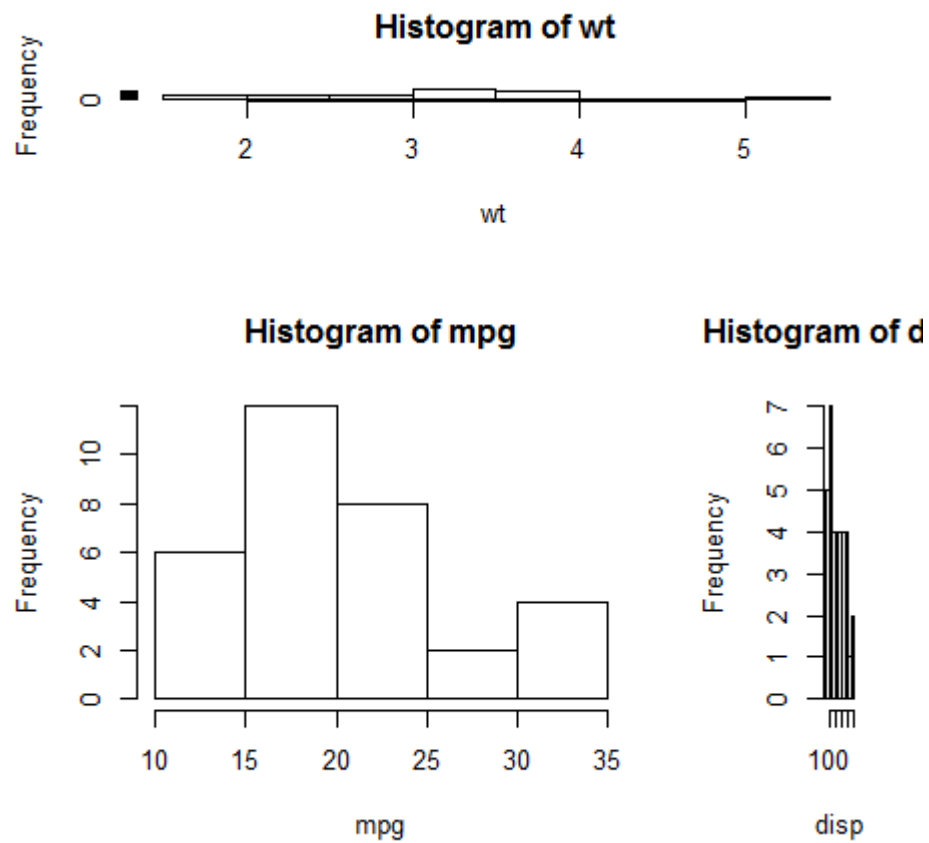 Histogram of wt
Frequency
0
2 3 4 5
wt
Histogram of mpg
Frequency
0 2 4 6 8 10
10 15 20 25 30 35
mpg
Histogram of d
Frequency
0 1 2 3 4 5 6 7
100
disp